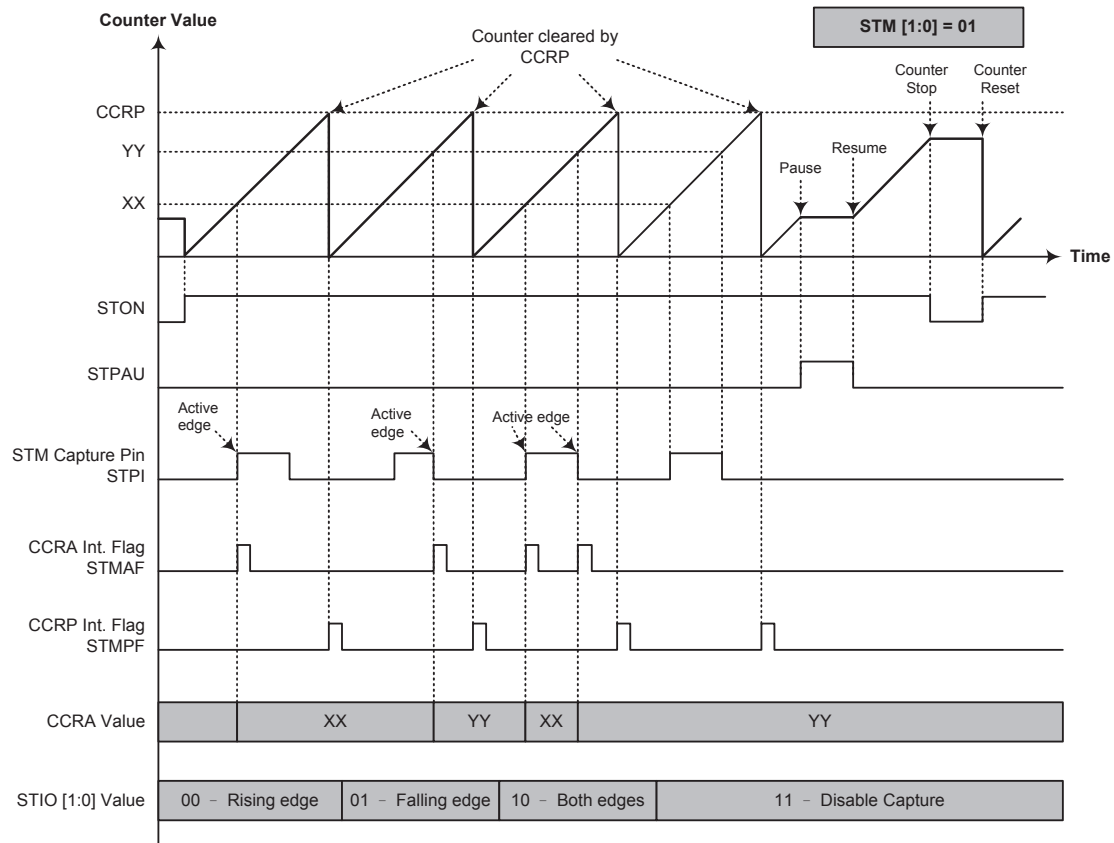 Counter Value
STM [1:0] = 01
Counter cleared by
CCRP
Counter
Stop
Counter
Reset
CCRP
YY
XX
Pause
Resume
Time
STON
STPAU
Active
edge
Active
edge
Active edge
STM Capture Pin
STPI
CCRA Int. Flag
STMAF
CCRP Int. Flag
STMPF
CCRA Value
XX
YY
XX
YY
STIO [1:0] Value
00 – Rising edge
01 – Falling edge
10 – Both edges
11 – Disable Capture